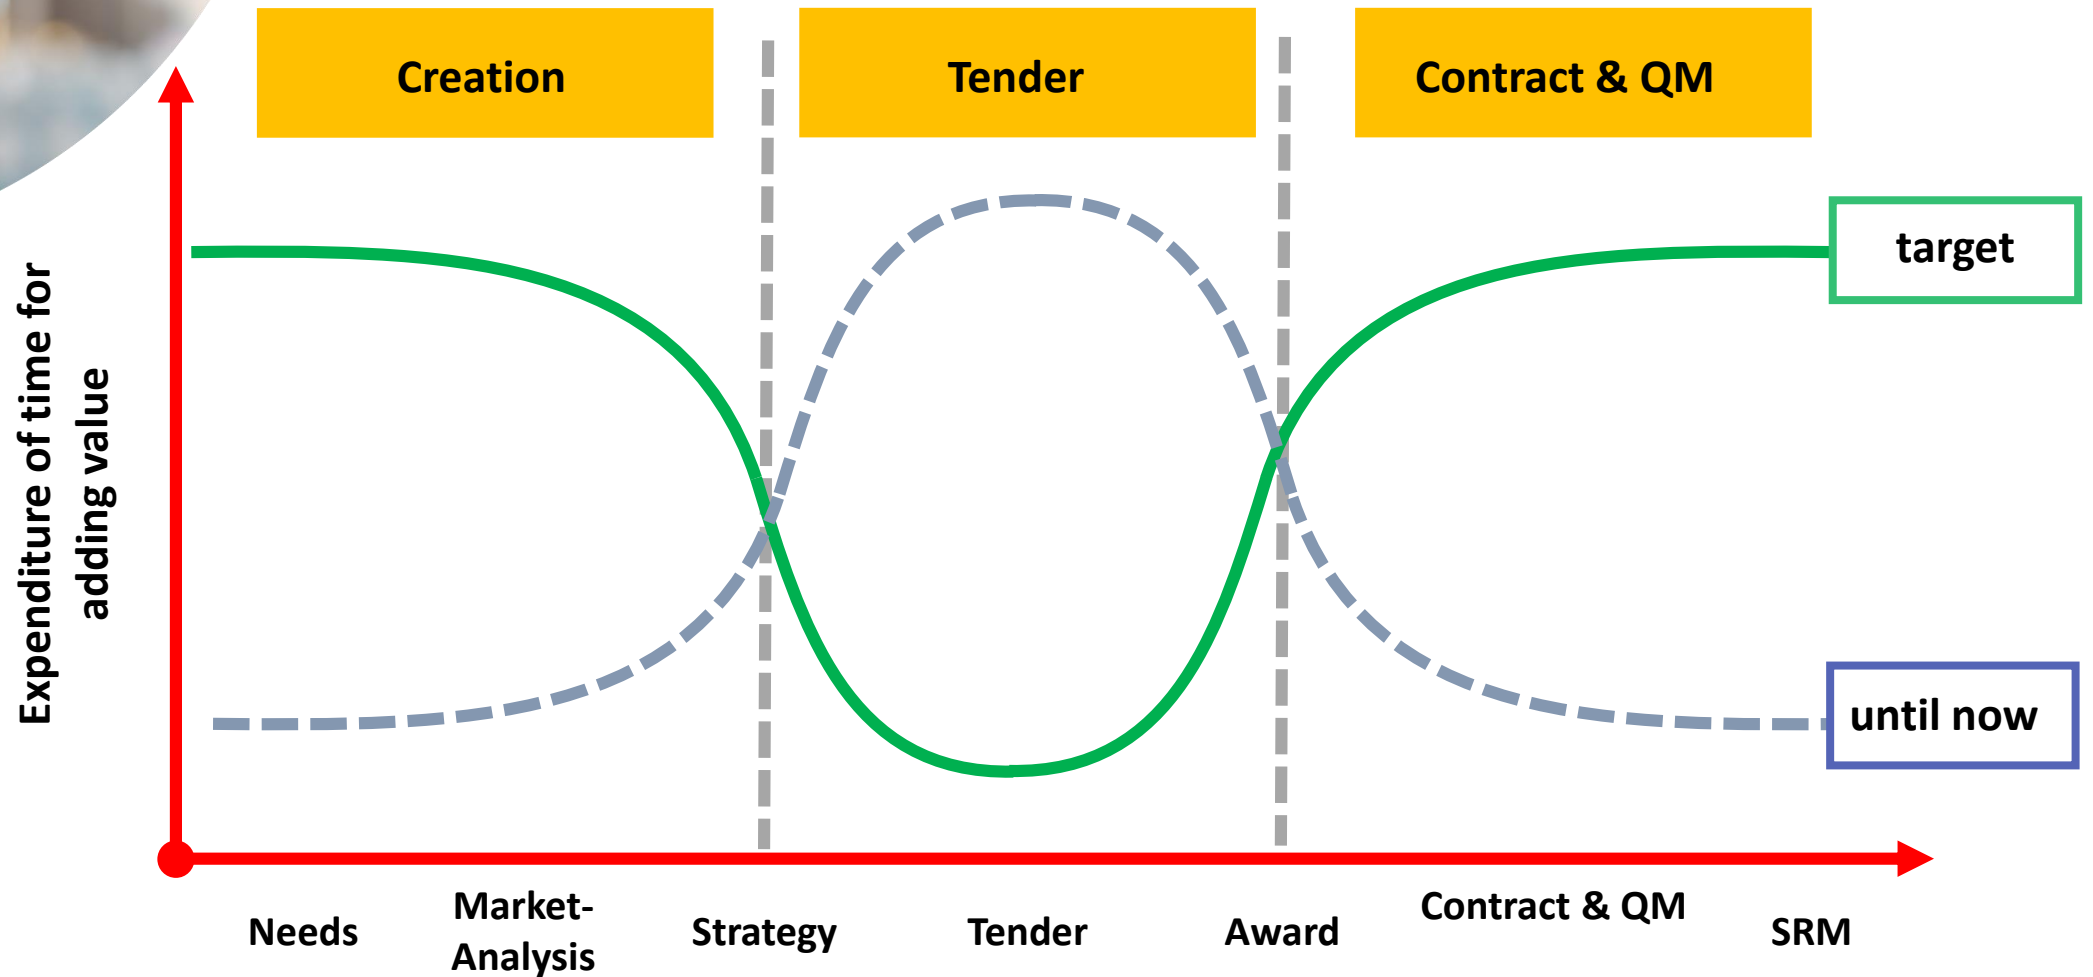 Creation
Tender
Contract & QM
Expenditure of time for
adding value
target
until now
Needs
Market-
Analysis
Strategy
Tender
Award
Contract & QM
SRM